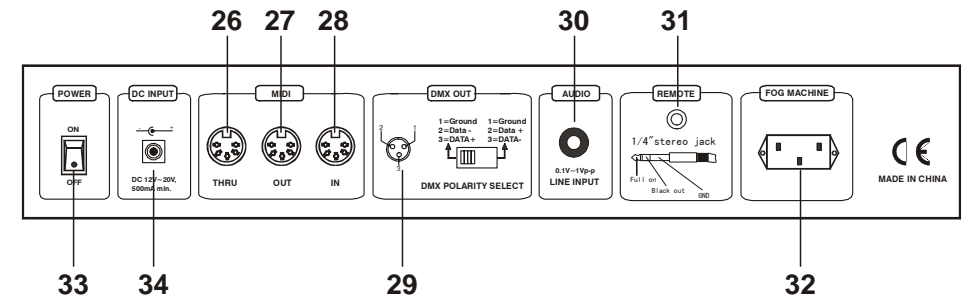 26 27 28 30 31
POWER
ON
OFF
DC INPUT
- +
DC 12V~20V,
500mA min.
MIDI
THRU OUT IN
DMX OUT
2 1
3
1=Ground 1=Ground
2=Data - 2=Data +
3=DATA+ 3=DATA-
DMX POLARITY SELECT
AUDIO
0.1V~1Vp-p
LINE INPUT
REMOTE
1/4"stereo jack
Full on
Black out
GND
FOG MACHINE
CE
MADE IN CHINA
33 34 29 32